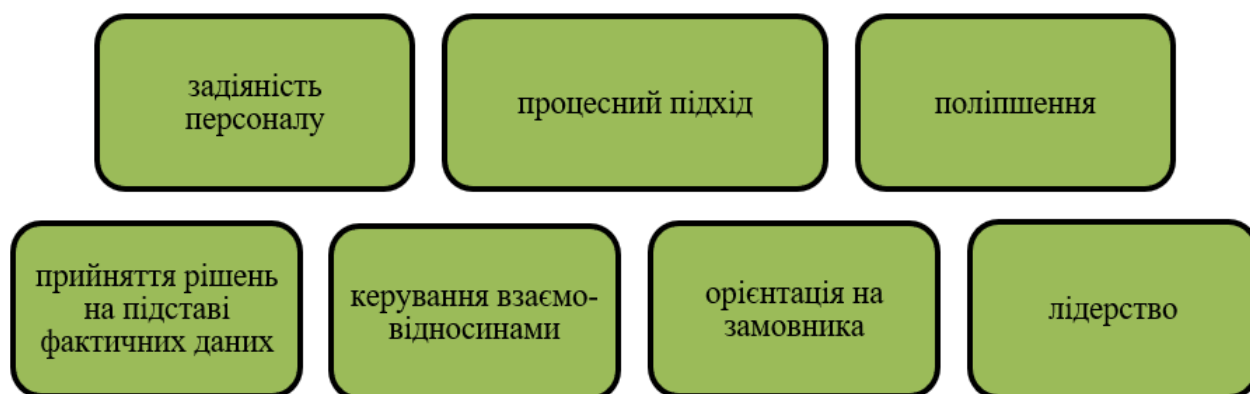 задіяність
персоналу
процесний підхід
поліпшення
прийняття рішень
на підставі
фактичних даних
керування взаємо-
відносинами
орієнтація на
замовника
лідерство